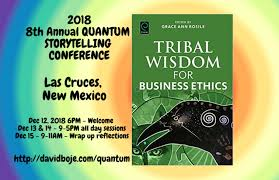 2018
8th Annual QUANTUM
STORYTELLING
CONFERENCE
Las Cruces,
New Mexico
Dec 12, 2018 6PM - Welcome
Dec 13 & 14 - 9-5PM all day sessions
Dec 15 - 9-11AM - Wrap up reflections
http://davidboje.com/quantum
EDITED BY
GRACE ANN ROSILE
TRIBAL
WISDOM
FOR
BUSINESS ETHICS